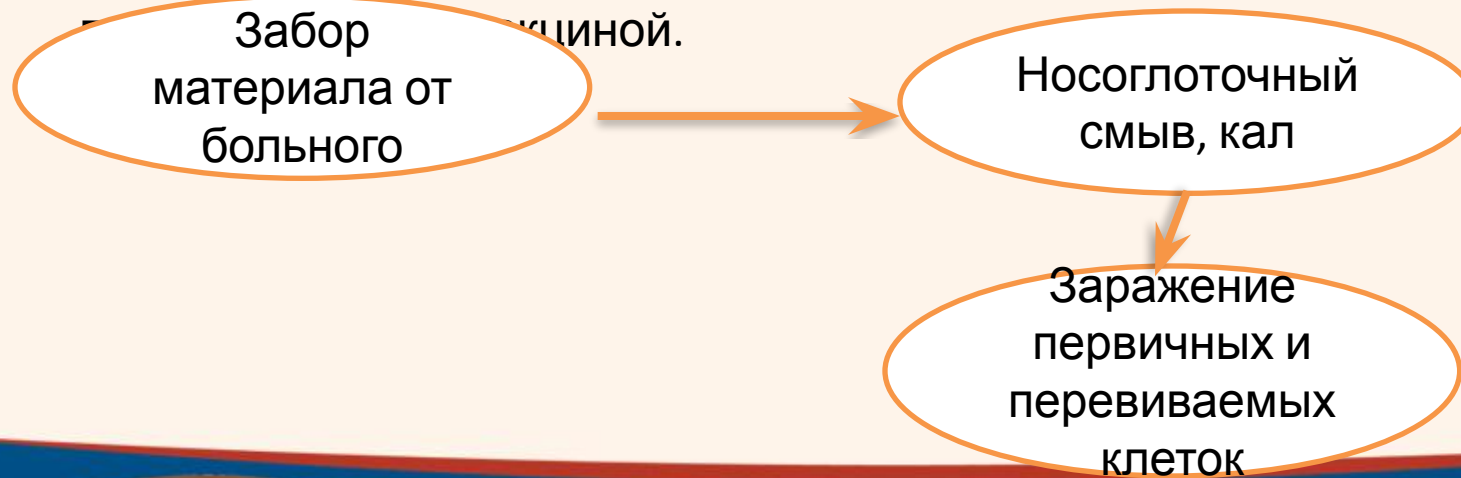 Забор
материала от
больного
Носоглоточный
смыв, кал
Заражение
первичных и
перевиваемых
клеток